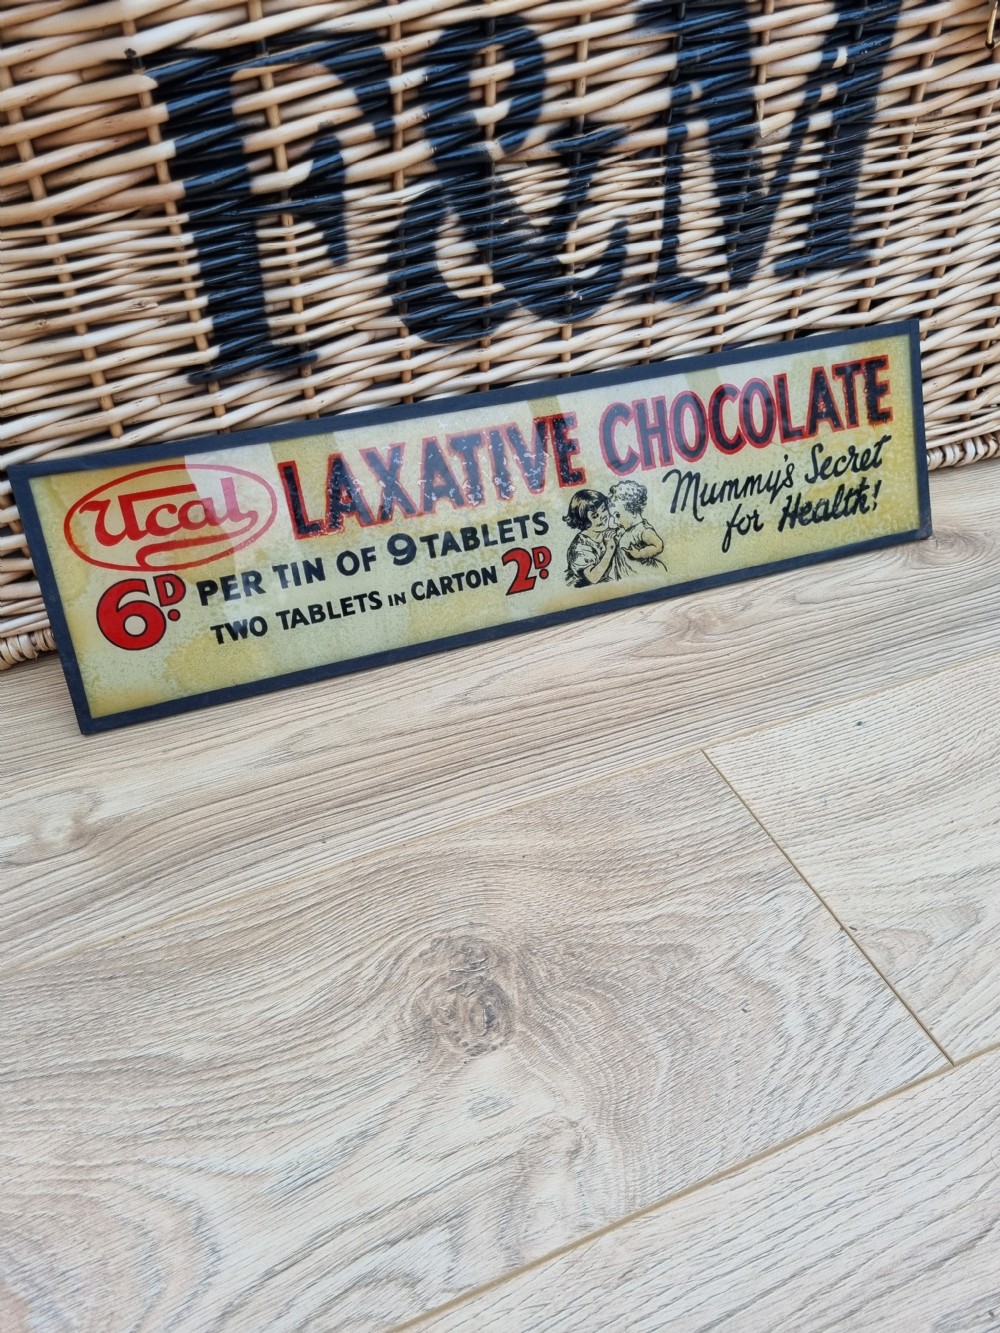 F&M
Ucal LAXATIVE CHOCOLATE
6D. PER TIN OF 9 TABLETS
TWO TABLETS IN CARTON 2D.
Mummy's Secret
for Health!